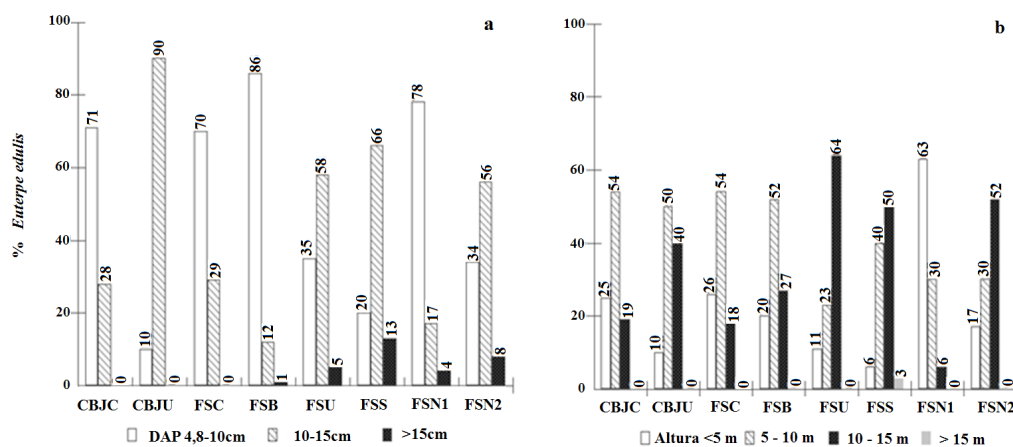 a
% Euterpe edulis
100
80
60
40
20
0
71 28 0
10 90 0
70 29 0
86 12 1
35 58 5
20 66 13
78 17 4
34 56 8
CBJC CBJU FSC FSB FSU FSS FSN1 FSN2
DAP 4,8-10cm 10-15cm >15cm
b
100
80
60
40
20
0
25 54 19 0
10 50 40 0
26 54 18 0
20 52 27 0
11 23 64 0
6 40 50 3
63 30 6 0
17 30 52 0
CBJC CBJU FSC FSB FSU FSS FSN1 FSN2
Altura <5 m 5 - 10 m 10 - 15 m > 15 m